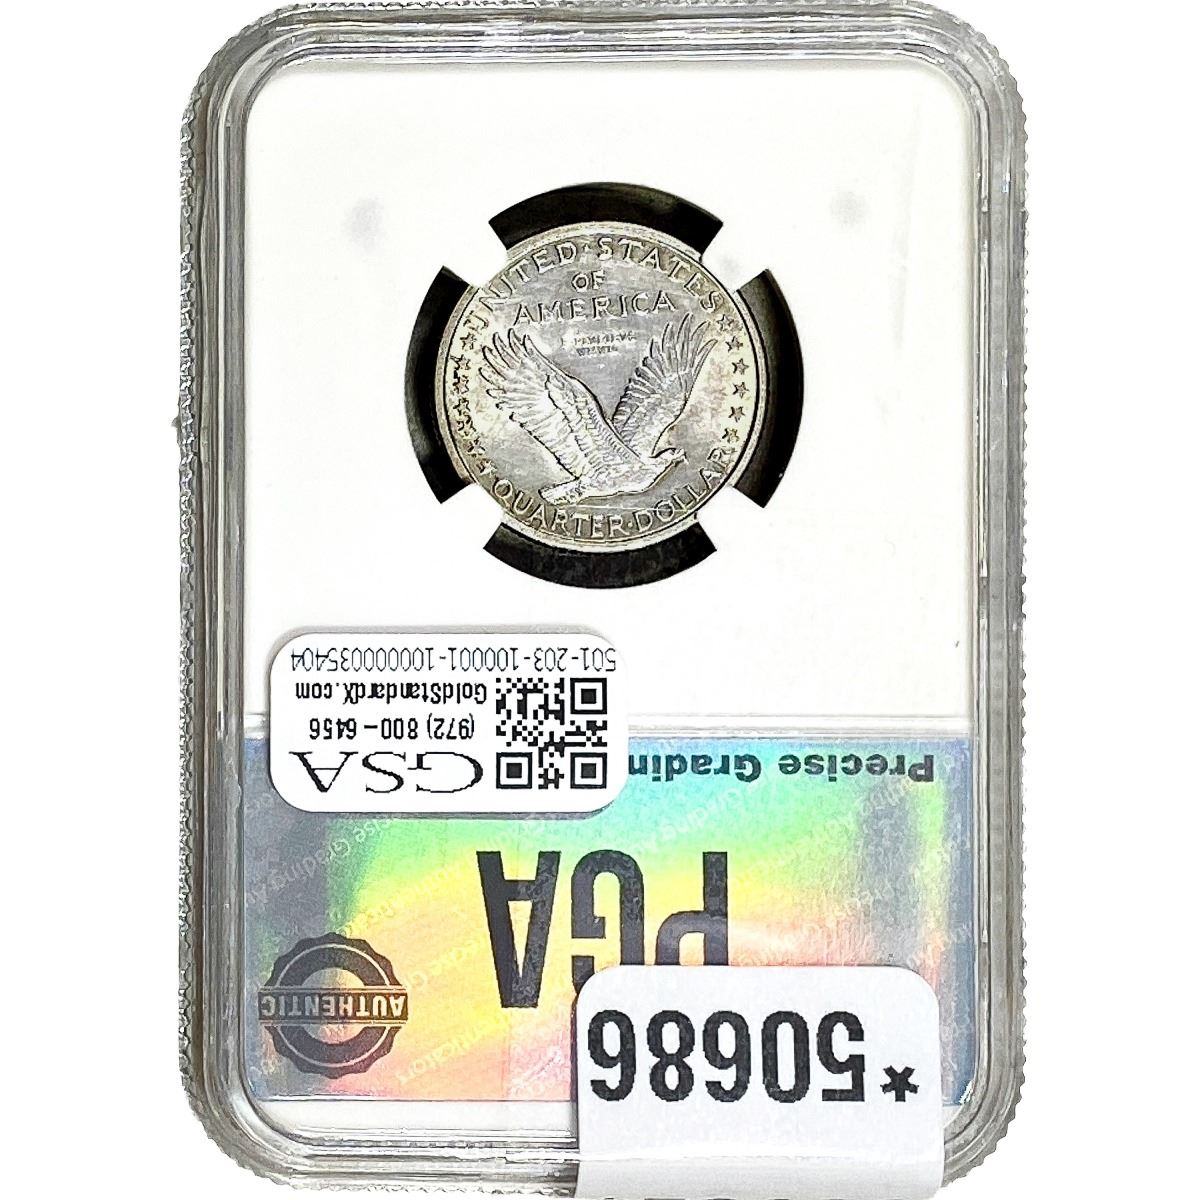 UNITED · STATES
OF
AMERICA
E PLURIBUS
UNUM
QUARTER · DOLLAR
501-203-100001-1000000035404
GoldStandardX.com
(972) 800-6456
GSA
Precise Gradin
PGA
AUTHENTIC
*50686